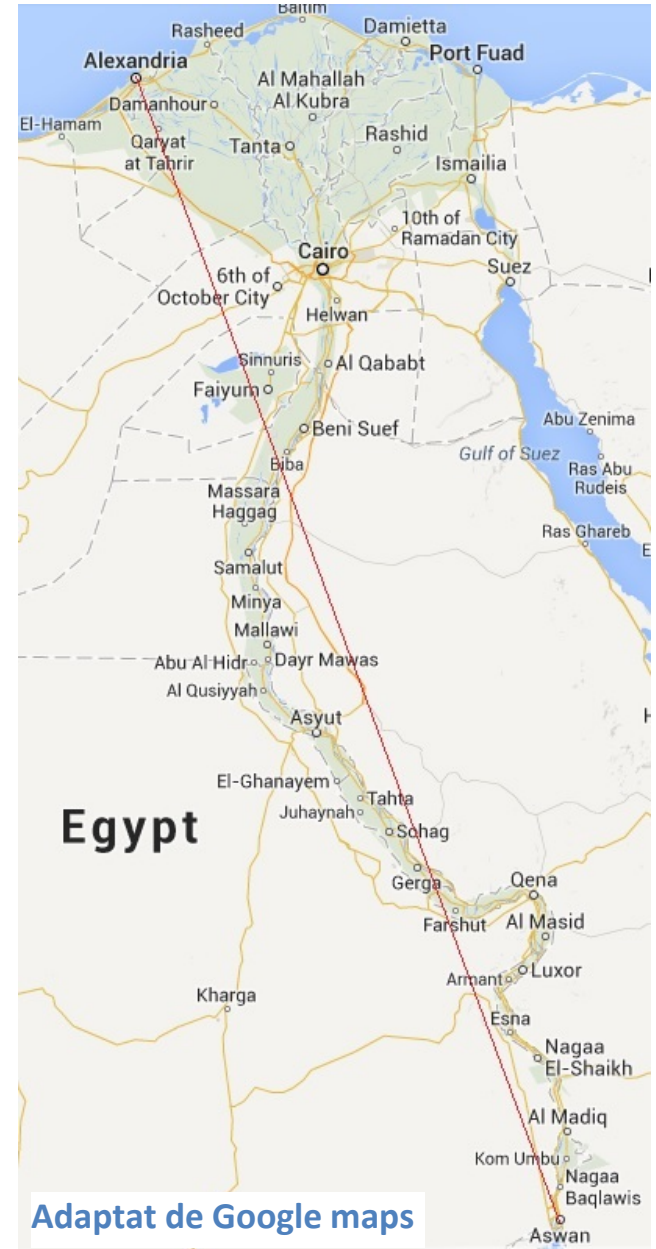 Baltim
Rasheed
Damietta
Alexandria
Port Fuad
Al Mahallah
Al Kubra
Damanhour
El-Hamam
Qaryat
at Tahrir
Tanta
Rashid
Ismailia
10th of
Ramadan City
Cairo
6th of
October City
Suez
Helwan
Sinnuris
Al Qababt
Faiyum
Beni Suef
Abu Zenima
Biba
Gulf of Suez
Ras Abu
Rudeis
Massara
Haggag
Ras Ghareb
E
Samalut
Minya
Mallawi
Abu Al Hidr
Dayr Mawas
Al Qusiyyah
Asyut
H
El-Ghanayem
Tahta
Juhaynah
Sohag
Egypt
Gerga
Qena
Farshut
Al Masid
Armant
Luxor
Kharga
Esna
Nagaa
El-Shaikh
Al Madiq
Kom Umbu
Nagaa
Baqlawis
Adaptat de Google maps
Aswan